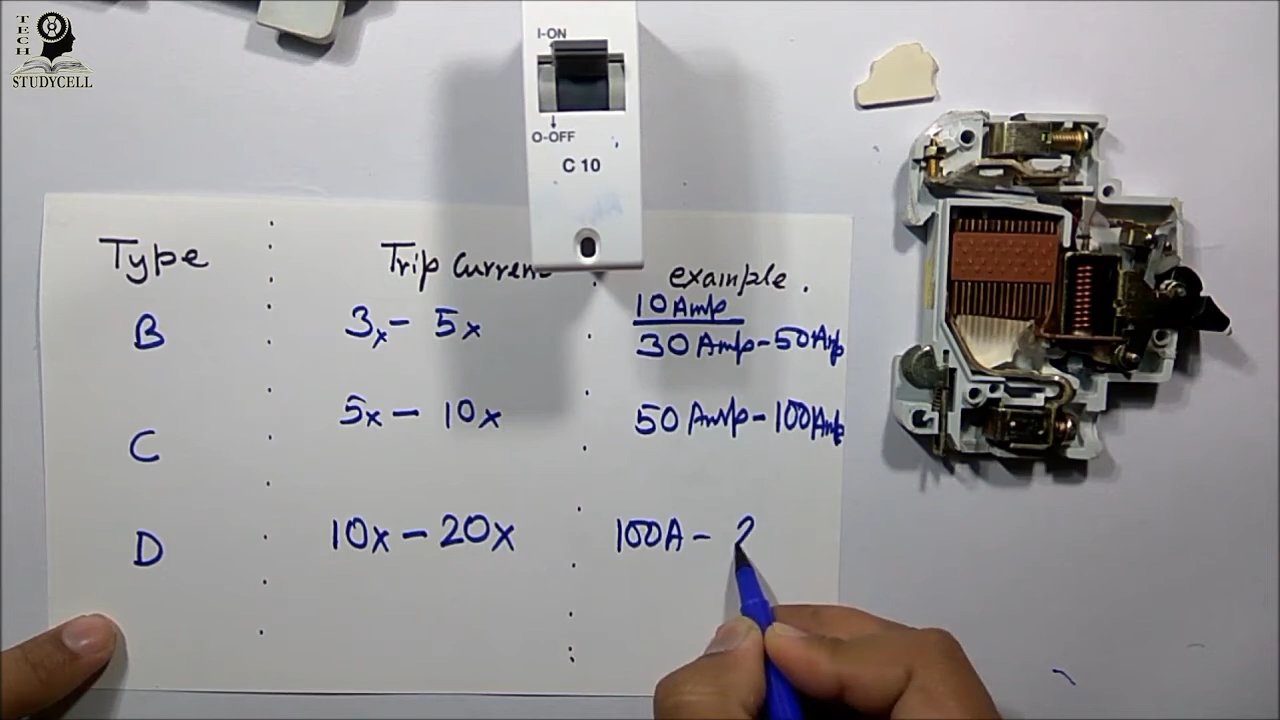 TECH
STUDYCELL
I-ON
O-OFF
C 10
Type Trip Current example.
10 Amp
B 3x - 5x 30 Amp - 50 Amp
C 5x - 10x 50 Amp - 100 Amp
D 10x - 20x 100A - 2